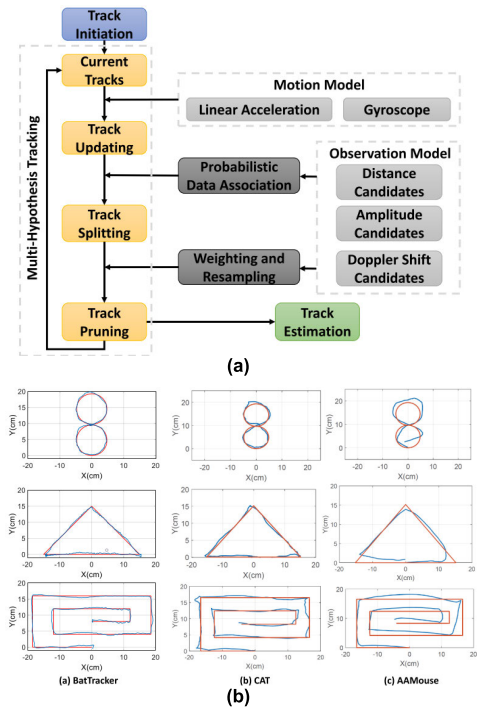 Track
Initiation
Current
Tracks
Motion Model
Linear Acceleration
Gyroscope
Multi-Hypothesis Tracking
Track
Updating
Observation Model
Probabilistic
Data Association
Distance
Candidates
Amplitude
Candidates
Track
Splitting
Weighting and
Resampling
Doppler Shift
Candidates
Track
Pruning
Track
Estimation
(a)
Y(cm)
20
15
10
5
0
-20 -10 0 10 20
X(cm)
Y(cm)
20
10
0
-20 -10 0 10 20
X(cm)
Y(cm)
20
10
0
-20 -10 0 10 20
X(cm)
Y(cm)
20
15
10
5
0
-20 -10 0 10 20
X(cm)
Y(cm)
20
15
10
5
0
-20 -10 0 10 20
X(cm)
Y(cm)
20
15
10
5
0
-20 -10 0 10 20
X(cm)
Y(cm)
15
10
5
0
-20 -10 0 10 20
X(cm)
Y(cm)
20
15
10
5
0
-20 -10 0 10 20
X(cm)
Y(cm)
15
10
5
0
-20 -10 0 10 20
X(cm)
(a) BatTracker
(b) CAT
(c) AAMouse
(b)